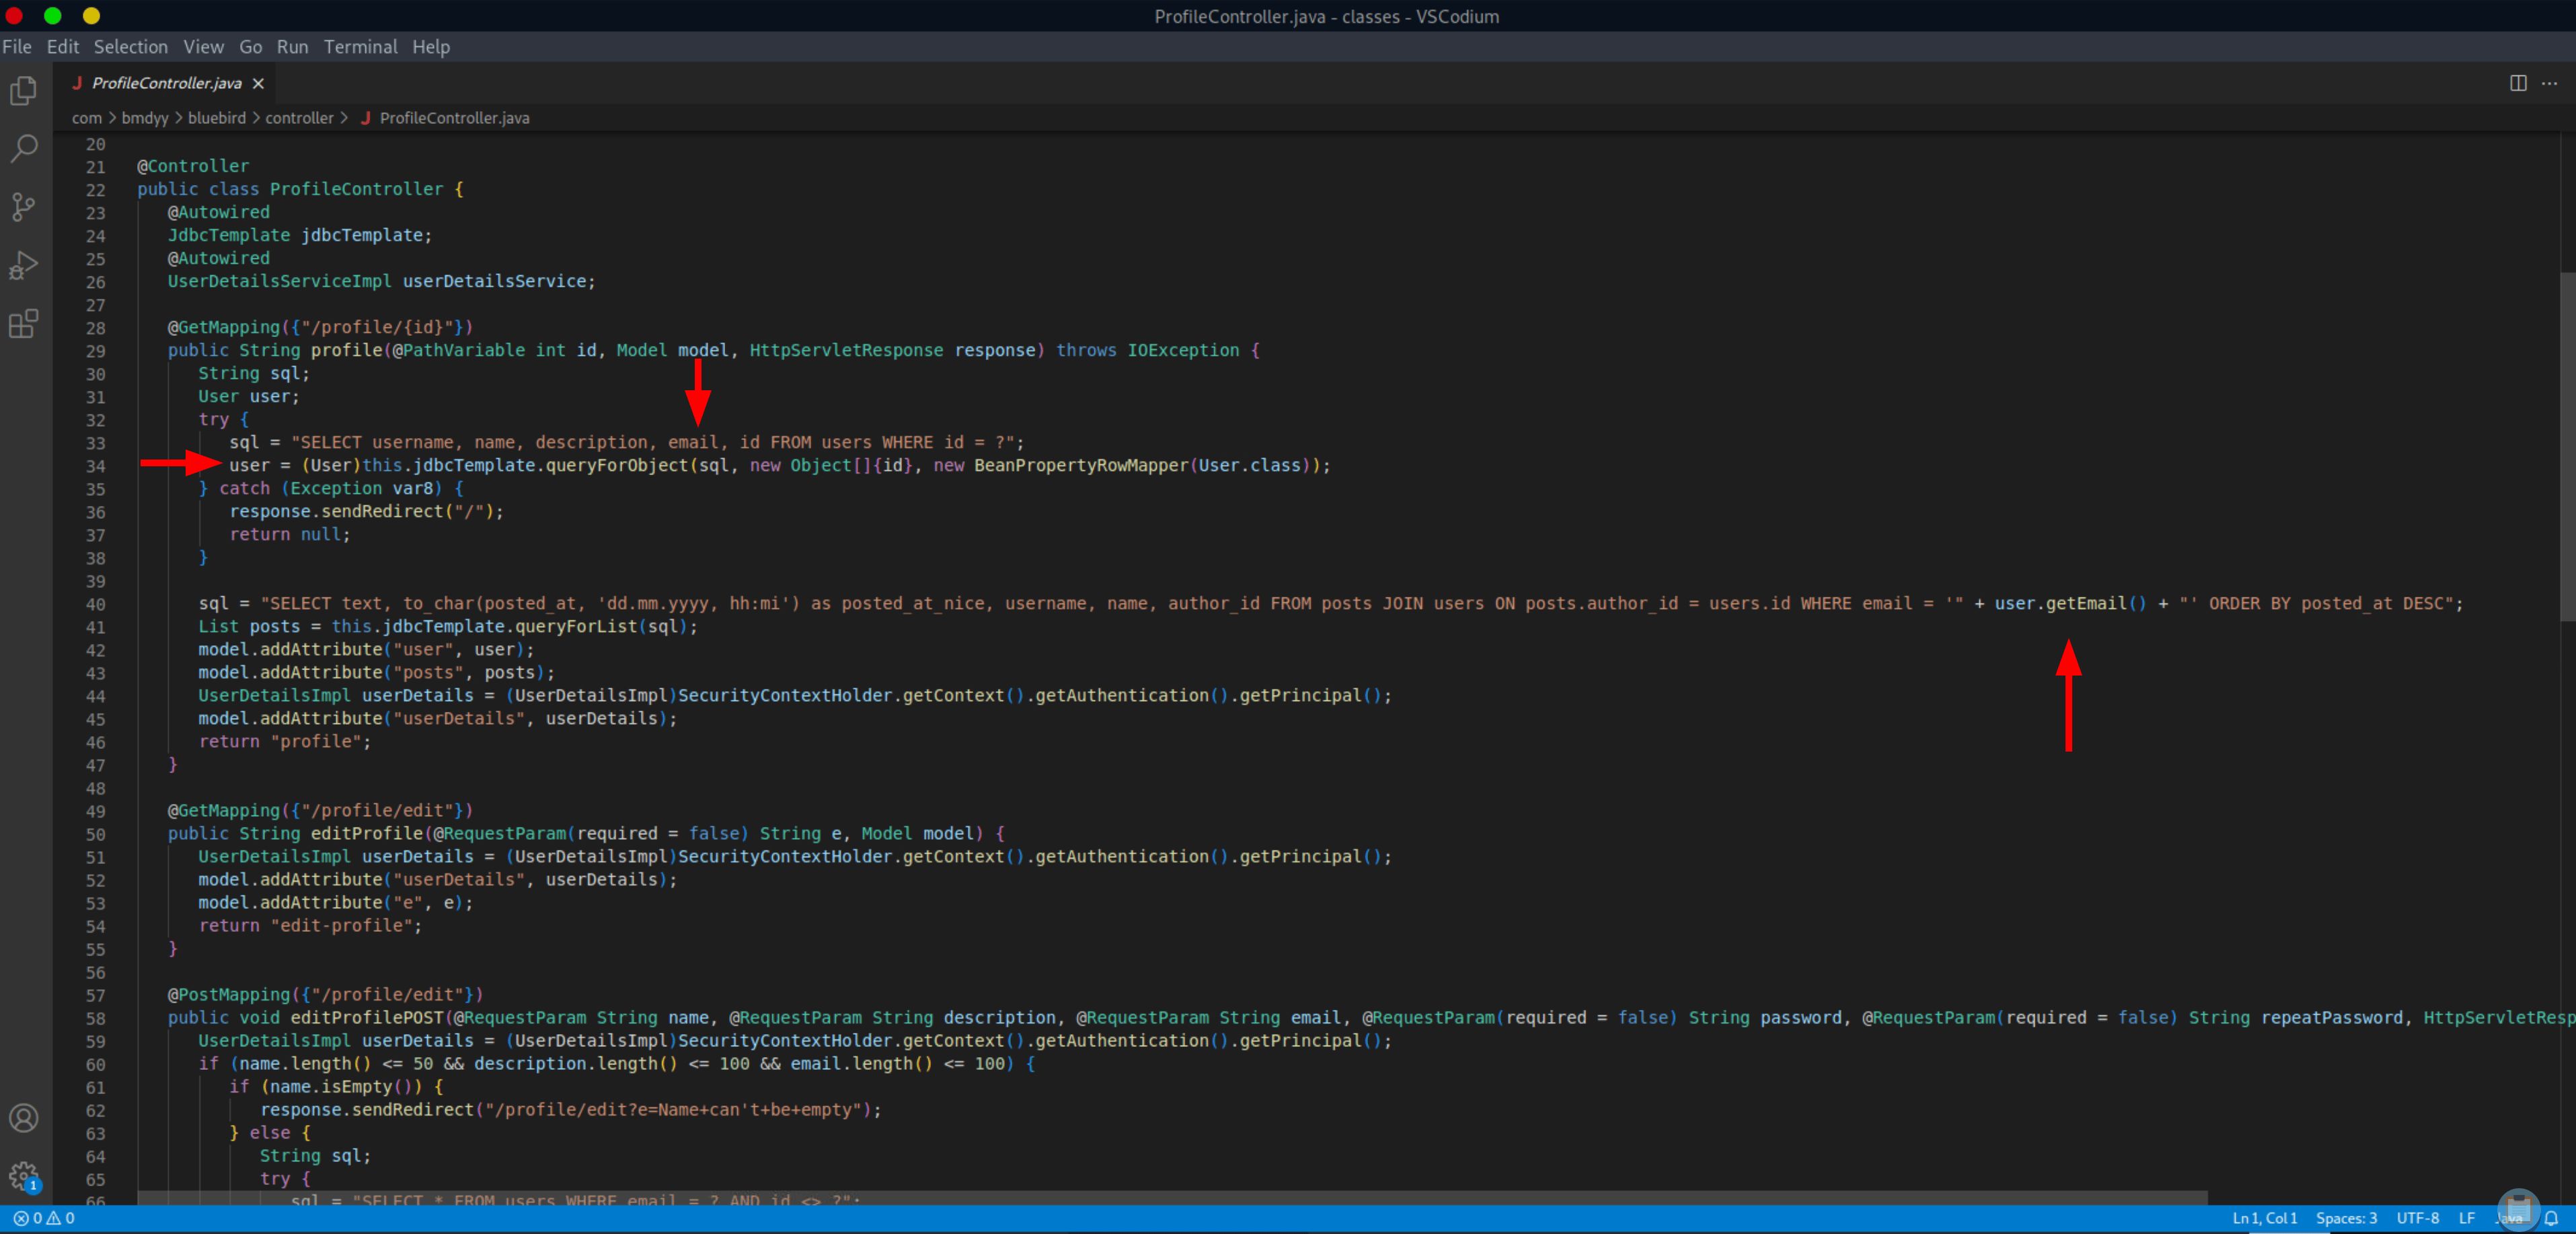 ProfileController.java - classes - VSCodium
File Edit Selection View Go Run Terminal Help
J ProfileController.java ×
com > bmdyy > bluebird > controller > J ProfileController.java
20
21 @Controller
22 public class ProfileController {
23 @Autowired
24 JdbcTemplate jdbcTemplate;
25 @Autowired
26 UserDetailsServiceImpl userDetailsService;
27
28 @GetMapping({"/profile/{id}"})
29 public String profile(@PathVariable int id, Model model, HttpServletResponse response) throws IOException {
30 String sql;
31 User user;
32 try {
33 sql = "SELECT username, name, description, email, id FROM users WHERE id = ?";
34 user = (User)this.jdbcTemplate.queryForObject(sql, new Object[]{id}, new BeanPropertyRowMapper(User.class));
35 } catch (Exception var8) {
36 response.sendRedirect("/");
37 return null;
38 }
39
40 sql = "SELECT text, to_char(posted_at, 'dd.mm.yyyy, hh:mi') as posted_at_nice, username, name, author_id FROM posts JOIN users ON posts.author_id = users.id WHERE email = '" + user.getEmail() + "' ORDER BY posted_at DESC";
41 List posts = this.jdbcTemplate.queryForList(sql);
42 model.addAttribute("user", user);
43 model.addAttribute("posts", posts);
44 UserDetailsImpl userDetails = (UserDetailsImpl)SecurityContextHolder.getContext().getAuthentication().getPrincipal();
45 model.addAttribute("userDetails", userDetails);
46 return "profile";
47 }
48
49 @GetMapping({"/profile/edit"})
50 public String editProfile(@RequestParam(required = false) String e, Model model) {
51 UserDetailsImpl userDetails = (UserDetailsImpl)SecurityContextHolder.getContext().getAuthentication().getPrincipal();
52 model.addAttribute("userDetails", userDetails);
53 model.addAttribute("e", e);
54 return "edit-profile";
55 }
56
57 @PostMapping({"/profile/edit"})
58 public void editProfilePOST(@RequestParam String name, @RequestParam String description, @RequestParam String email, @RequestParam(required = false) String password, @RequestParam(required = false) String repeatPassword, HttpServletResp
59 UserDetailsImpl userDetails = (UserDetailsImpl)SecurityContextHolder.getContext().getAuthentication().getPrincipal();
60 if (name.length() <= 50 && description.length() <= 100 && email.length() <= 100) {
61 if (name.isEmpty()) {
62 response.sendRedirect("/profile/edit?e=Name+can't+be+empty");
63 } else {
64 String sql;
65 try {
66 sql = "SELECT * FROM users WHERE email = ? AND id <> ?";
1
0 0 Ln 1, Col 1 Spaces: 3 UTF-8 LF Java